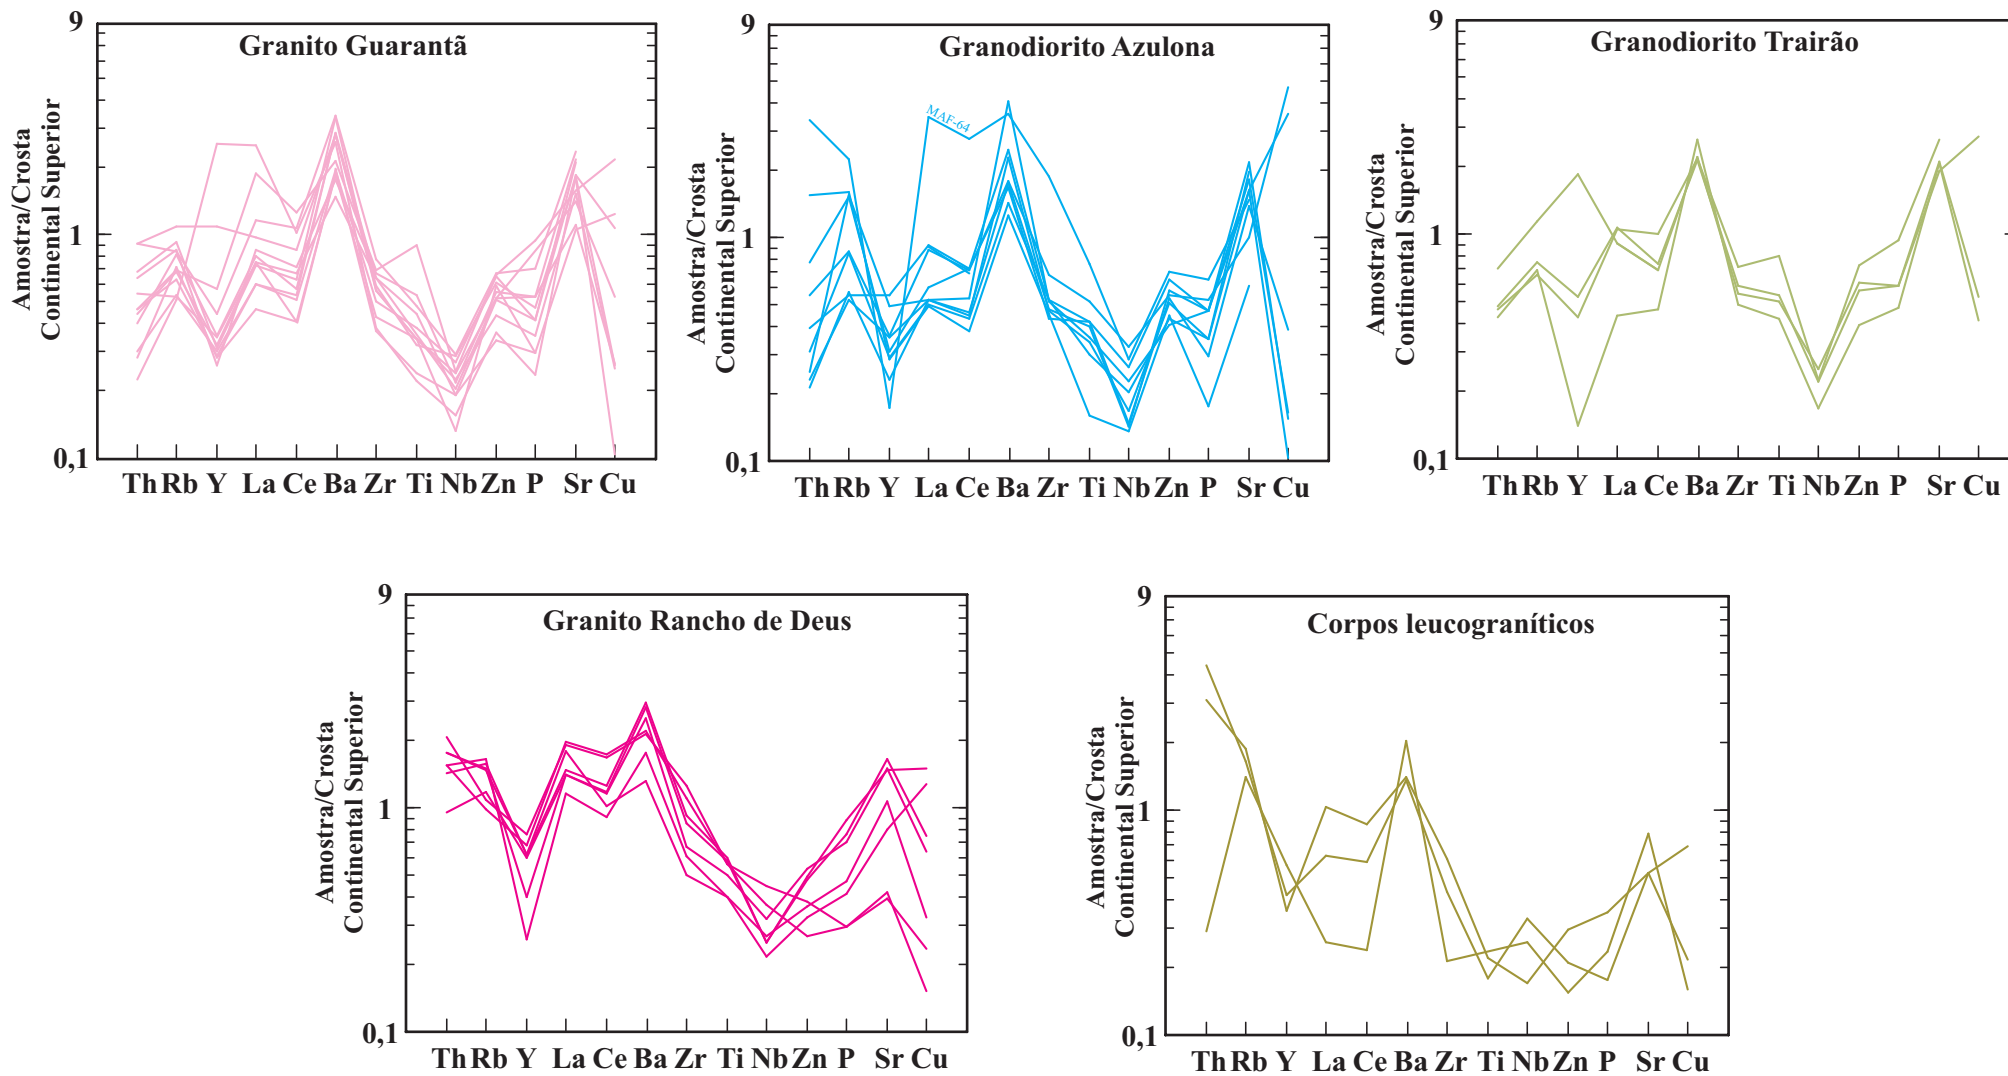 Granito Guarantã
9
1
0,1
Amostra/Crosta
Continental Superior
Th Rb Y La Ce Ba Zr Ti Nb Zn P Sr Cu
Granodiorito Azulona
9
1
0,1
Amostra/Crosta
Continental Superior
MAF-64
Th Rb Y La Ce Ba Zr Ti Nb Zn P Sr Cu
Granodiorito Trairão
9
1
0,1
Amostra/Crosta
Continental Superior
Th Rb Y La Ce Ba Zr Ti Nb Zn P Sr Cu
Granito Rancho de Deus
9
1
0,1
Amostra/Crosta
Continental Superior
Th Rb Y La Ce Ba Zr Ti Nb Zn P Sr Cu
Corpos leucograníticos
9
1
0,1
Amostra/Crosta
Continental Superior
Th Rb Y La Ce Ba Zr Ti Nb Zn P Sr Cu